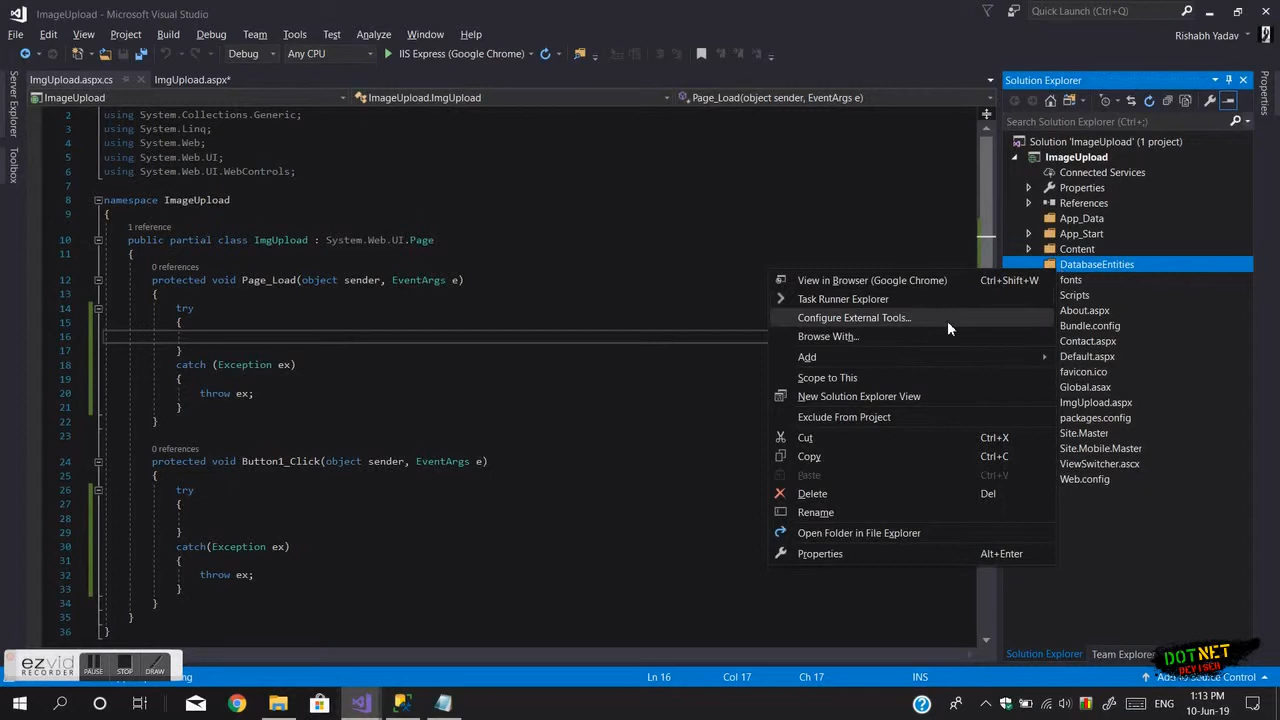 ImageUpload - Microsoft Visual Studio
Quick Launch (Ctrl+Q)
File Edit View Project Build Debug Team Tools Test Analyze Window Help
Rishabh Yadav
Debug Any CPU IIS Express (Google Chrome)
Server Explorer
Toolbox
ImgUpload.aspx.cs ImgUpload.aspx*
ImageUpload ImageUpload.ImgUpload Page_Load(object sender, EventArgs e)
2 using System.Collections.Generic;
3 using System.Linq;
4 using System.Web;
5 using System.Web.UI;
6 using System.Web.UI.WebControls;
7
8 namespace ImageUpload
9 {
1 reference
10 public partial class ImgUpload : System.Web.UI.Page
11 {
0 references
12 protected void Page_Load(object sender, EventArgs e)
13 {
14 try
15 {
16
17 }
18 catch (Exception ex)
19 {
20 throw ex;
21 }
22 }
23
0 references
24 protected void Button1_Click(object sender, EventArgs e)
25 {
26 try
27 {
28
29 }
30 catch(Exception ex)
31 {
32 throw ex;
33 }
34 }
35 }
36 }
View in Browser (Google Chrome) Ctrl+Shift+W
Task Runner Explorer
Configure External Tools...
Browse With...
Add
Scope to This
New Solution Explorer View
Exclude From Project
Cut Ctrl+X
Copy Ctrl+C
Paste Ctrl+V
Delete Del
Rename
Open Folder in File Explorer
Properties Alt+Enter
Solution Explorer
Search Solution Explorer (Ctrl+;)
Solution 'ImageUpload' (1 project)
ImageUpload
Connected Services
Properties
References
App_Data
App_Start
Content
DatabaseEntities
fonts
Scripts
About.aspx
Bundle.config
Contact.aspx
Default.aspx
favicon.ico
Global.asax
ImgUpload.aspx
packages.config
Site.Master
Site.Mobile.Master
ViewSwitcher.ascx
Web.config
Properties
Solution Explorer Team Explorer
DOTNET
DEVISER
ezvid
RECORDER
PAUSE STOP DRAW
Ln 16 Col 17 Ch 17 INS Add to Source Control
ENG
1:13 PM
10-Jun-19